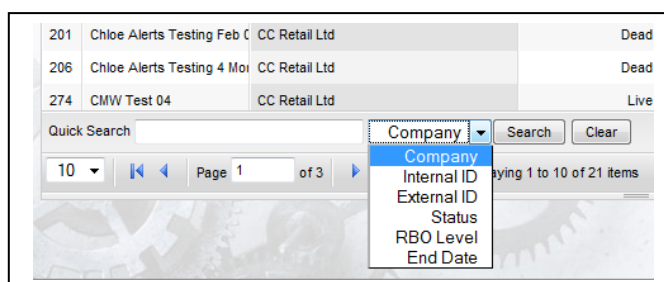 201 Chloe Alerts Testing Feb CC Retail Ltd Dead
206 Chloe Alerts Testing 4 CC Retail Ltd Dead
274 CMW Test 04 CC Retail Ltd Live
Quick Search Company Search Clear
10 Page 1 of 3 1 to 10 of 21 items
Company
Internal ID
External ID
Status
RBO Level
End Date